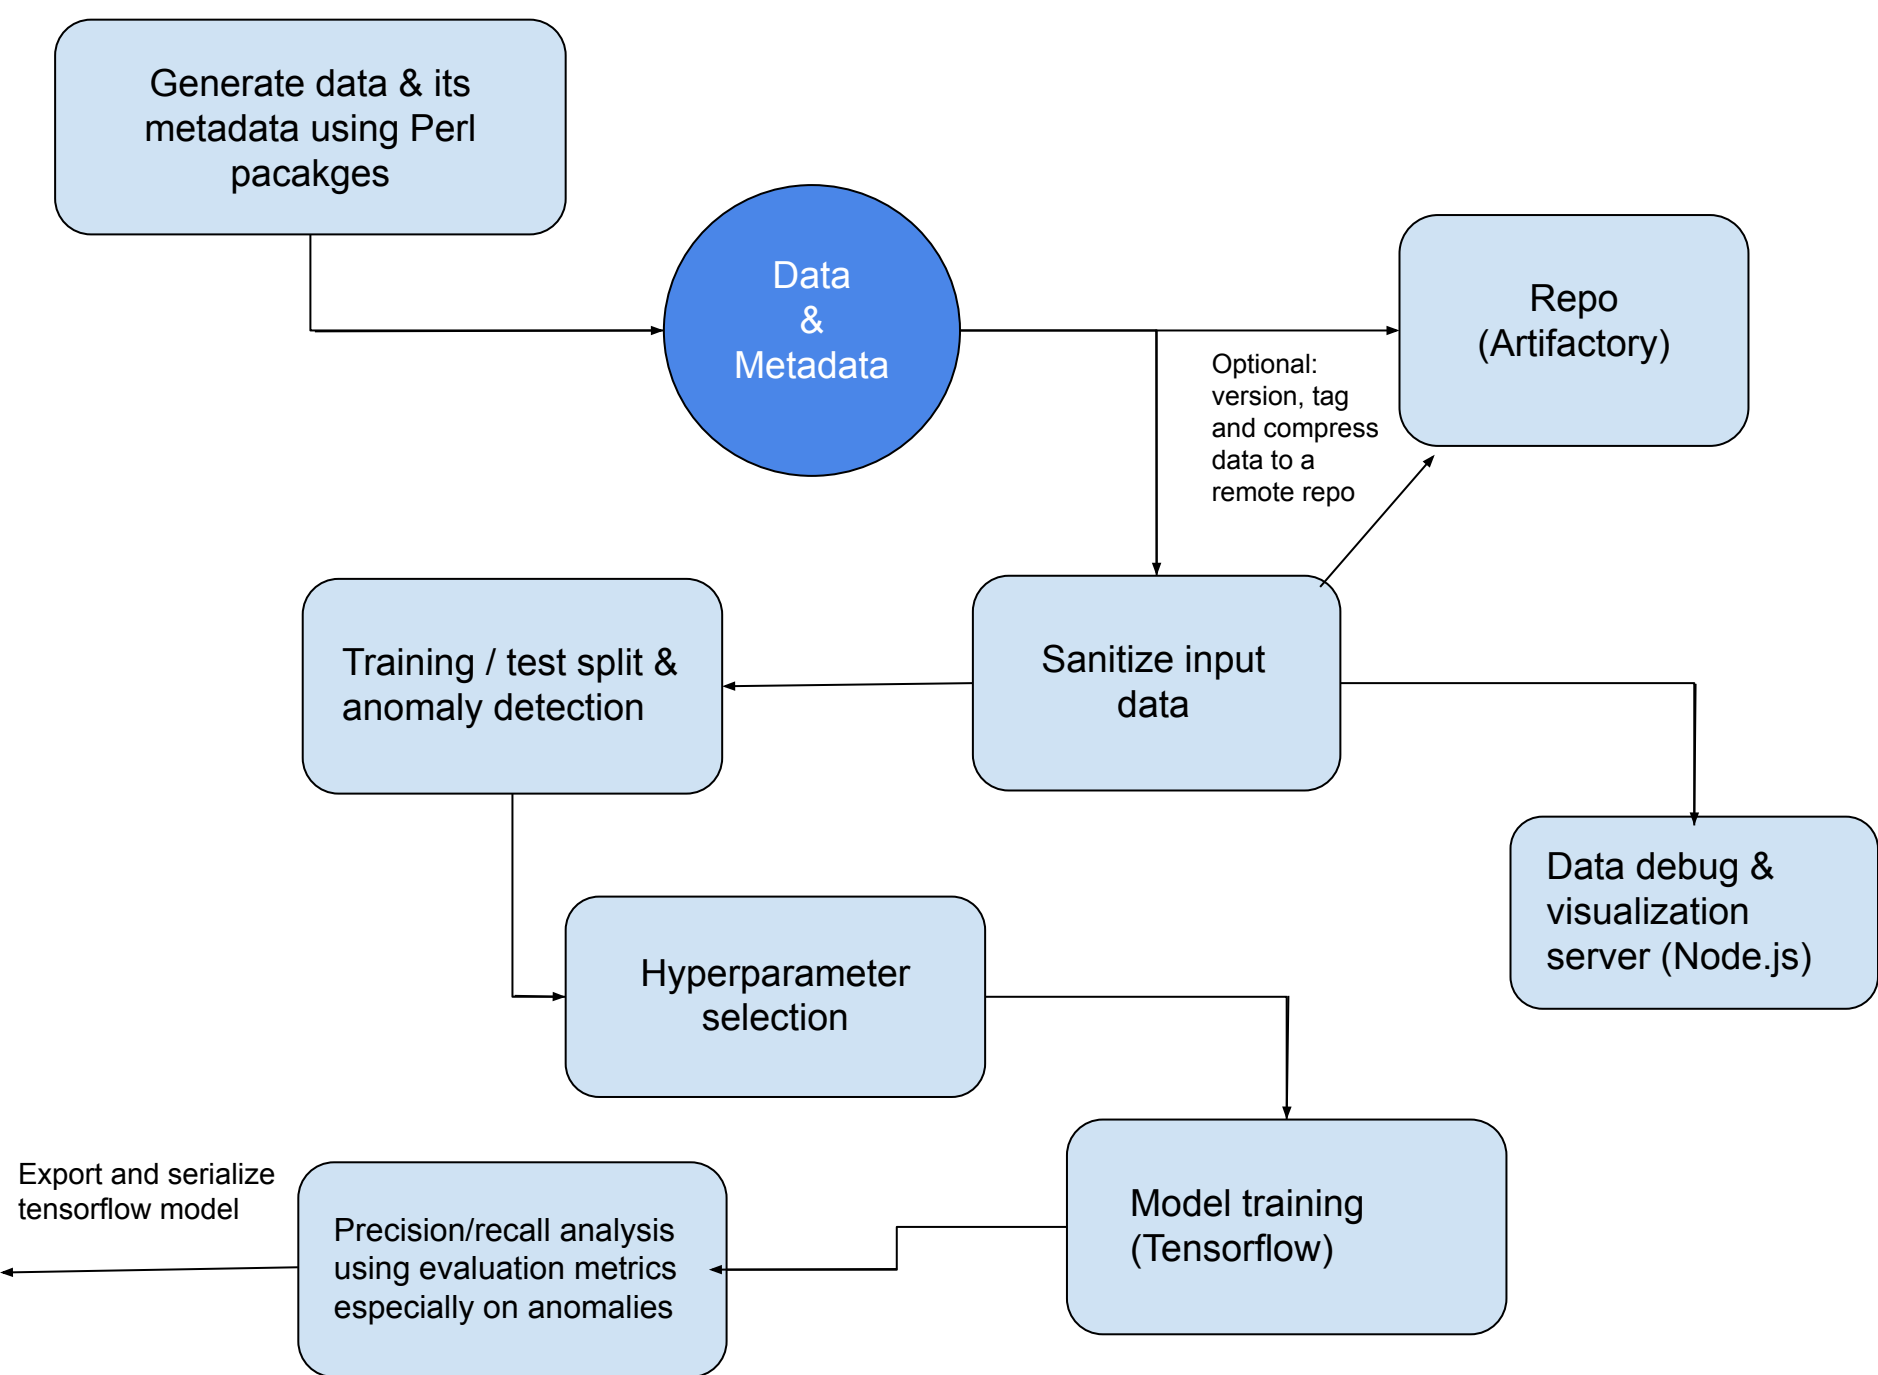 Generate data & its
metadata using Perl
pacakges
Data
&
Metadata
Repo
(Artifactory)
Optional:
version, tag
and compress
data to a
remote repo
Training / test split &
anomaly detection
Sanitize input
data
Data debug &
visualization
server (Node.js)
Hyperparameter
selection
Model training
(Tensorflow)
Export and serialize
tensorflow model
Precision/recall analysis
using evaluation metrics
especially on anomalies